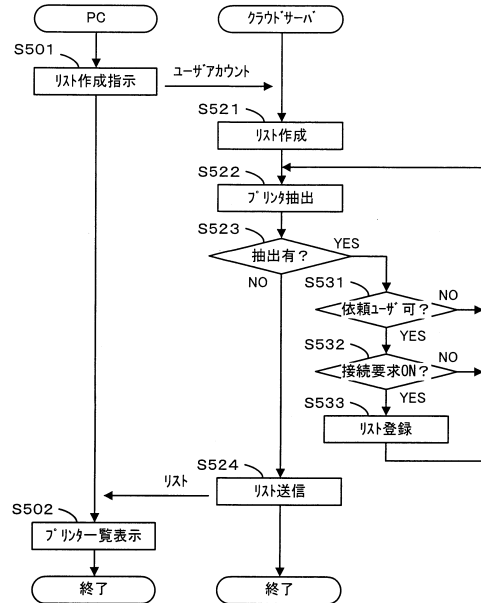 PC
クラウドサーバ
S501
リスト作成指示
ユーザアカウント
S521
リスト作成
S522
プリンタ抽出
S523
抽出有?
YES
NO
S531
依頼ユーザ可?
NO
YES
S532
接続要求ON?
NO
YES
S533
リスト登録
S524
リスト送信
リスト
S502
プリンター覧表示
終了
終了